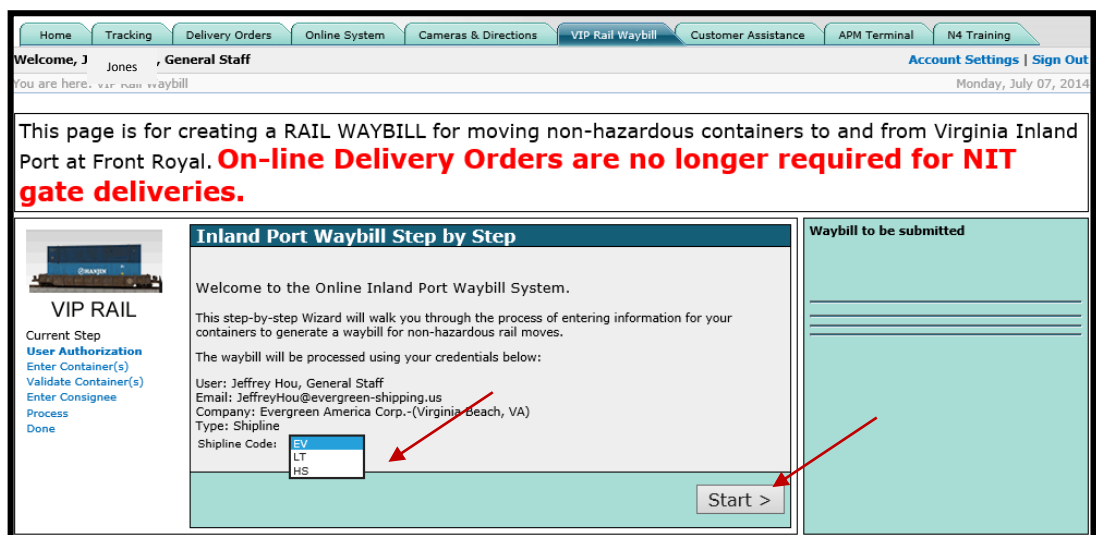 Home Tracking Delivery Orders Online System Cameras & Directions VIP Rail Waybill Customer Assistance APM Terminal N4 Training
Welcome, J Jones , General Staff Account Settings | Sign Out
You are here: VIP Rail Waybill Monday, July 07, 2014
This page is for creating a RAIL WAYBILL for moving non-hazardous containers to and from Virginia Inland
Port at Front Royal. On-line Delivery Orders are no longer required for NIT
gate deliveries.
Inland Port Waybill Step by Step
Welcome to the Online Inland Port Waybill System.
This step-by-step Wizard will walk you through the process of entering information for your
containers to generate a waybill for non-hazardous rail moves.
The waybill will be processed using your credentials below:
User: Jeffrey Hou, General Staff
Email: JeffreyHou@evergreen-shipping.us
Company: Evergreen America Corp.-(Virginia Beach, VA)
Type: Shipline
Shipline Code: EV
LT
HS
Start >
HANJIN
VIP RAIL
Current Step
User Authorization
Enter Container(s)
Validate Container(s)
Enter Consignee
Process
Done
Waybill to be submitted